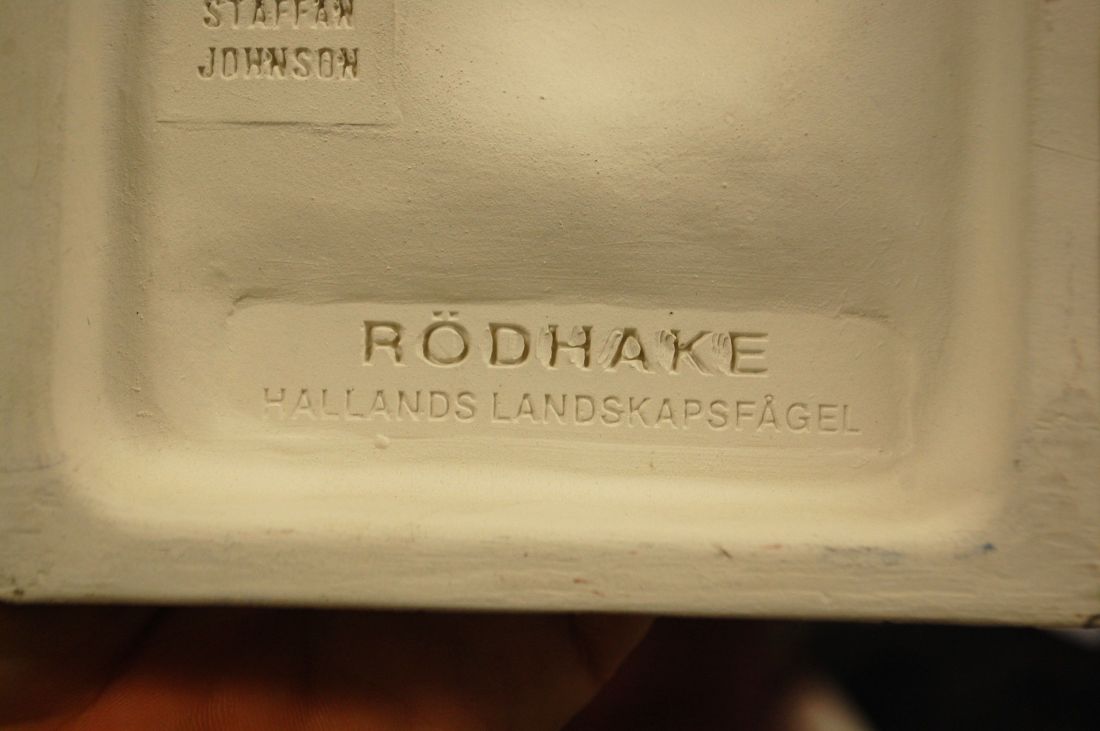 STAFFAN
JOHNSON
RÖDHAKE
HALLANDS LANDSKAPSFÅGEL